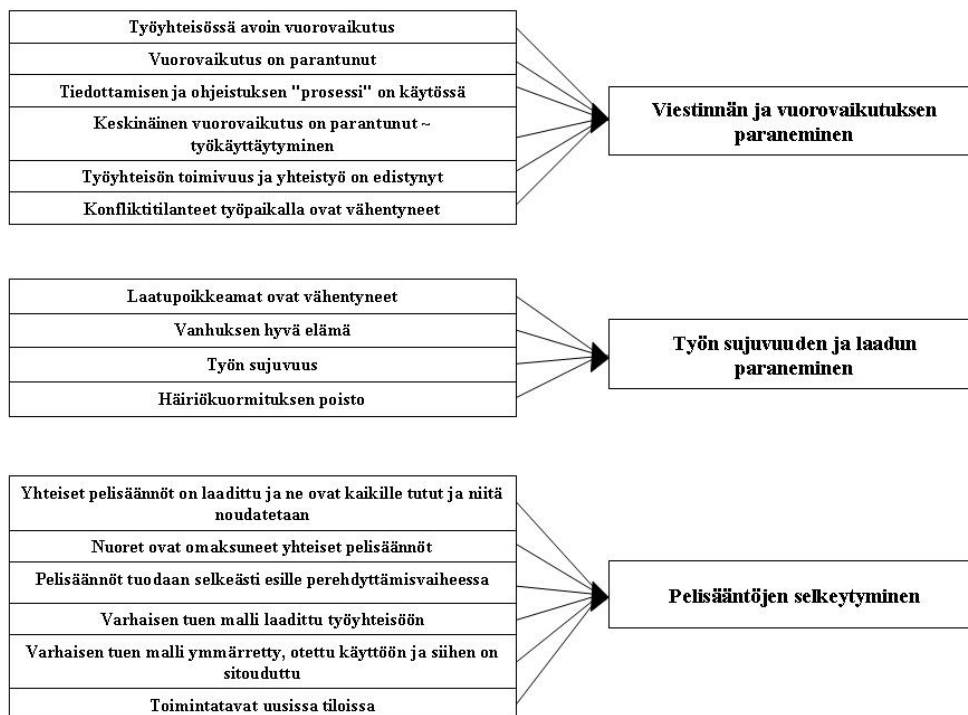 Työyhteisössä avoin vuorovaikutus
Vuorovaikutus on parantunut
Tiedottamisen ja ohjeistuksen "prosessi" on käytössä
Keskinäinen vuorovaikutus on parantunut ~
työkäyttäytyminen
Työyhteisön toimivuus ja yhteistyö on edistynyt
Konfliktitilanteet työpaikalla ovat vähentyneet
Viestinnän ja vuorovaikutuksen
paraneminen
Laatupoikkeamat ovat vähentyneet
Vanhuksen hyvä elämä
Työn sujuvuus
Häiriökuormituksen poisto
Työn sujuvuuden ja laadun
paraneminen
Yhteiset pelisäännöt on laadittu ja ne ovat kaikille tutut ja niitä
noudatetaan
Nuoret ovat omaksuneet yhteiset pelisäännöt
Pelisäännöt tuodaan selkeästi esille perehdyttämisvaiheessa
Varhaisen tuen malli laadittu työyhteisöön
Varhaisen tuen malli ymmärretty, otettu käyttöön ja siihen on
sitouduttu
Toimintatavat uusissa tiloissa
Pelisääntöjen selkeytyminen